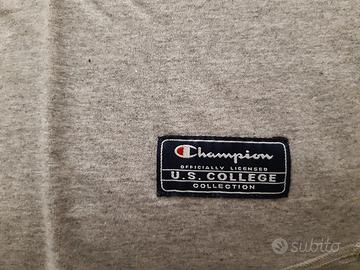 Champion
OFFICIALLY LICENSED
U.S. COLLEGE
COLLECTION
subito